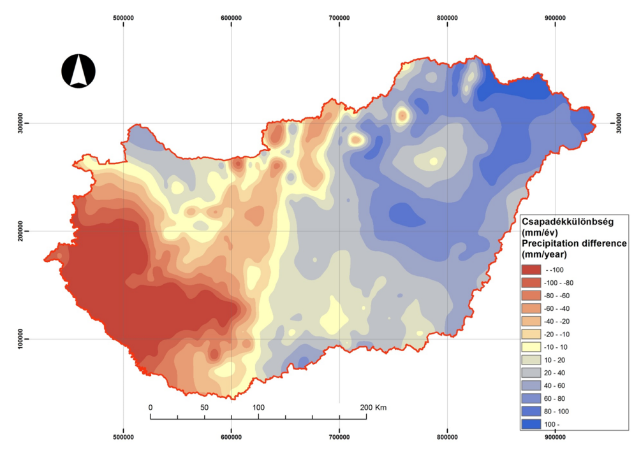 500000 600000 700000 800000 900000
300000 300000
200000
100000
Csapadékkülönbség
(mm/év)
Precipitation difference
(mm/year)
- -100
-100 - -80
-80 - -60
-60 - -40
-40 - -20
-20 - -10
-10 - 10
10 - 20
20 - 40
40 - 60
60 - 80
80 - 100
100 -
0 50 100 200 Km
500000 600000 700000 800000 900000